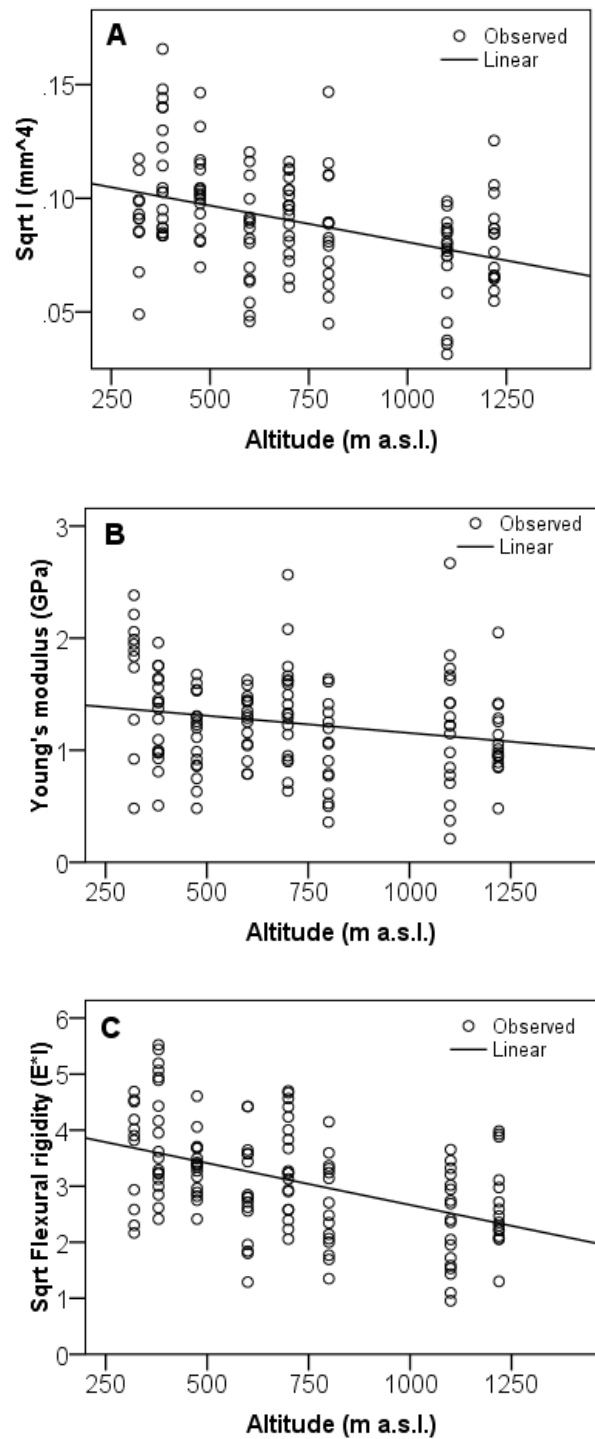 A
Observed
Linear
Sqrt I (mm^4)
.15
.10
.05
250 500 750 1000 1250
Altitude (m a.s.l.)
B
Observed
Linear
Young's modulus (GPa)
3
2
1
0
250 500 750 1000 1250
Altitude (m a.s.l.)
C
Observed
Linear
Sqrt Flexural rigidity (E*I)
6
5
4
3
2
1
0
250 500 750 1000 1250
Altitude (m a.s.l.)